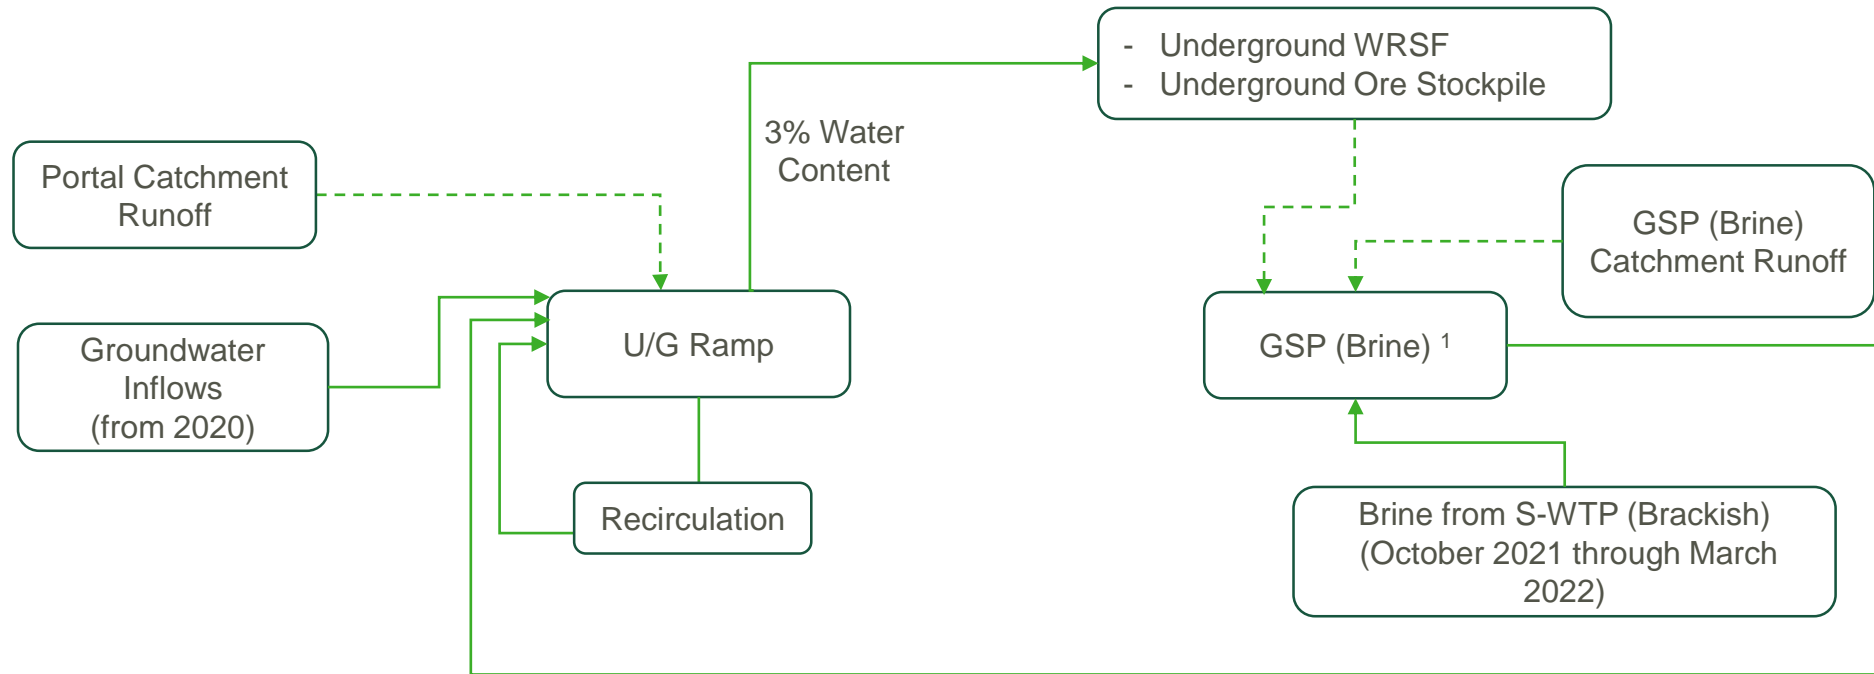 - Underground WRSF
- Underground Ore Stockpile
3% Water
Content
Portal Catchment
Runoff
GSP (Brine)
Catchment Runoff
Groundwater
Inflows
(from 2020)
U/G Ramp
GSP (Brine) ¹
Recirculation
Brine from S-WTP (Brackish)
(October 2021 through March
2022)